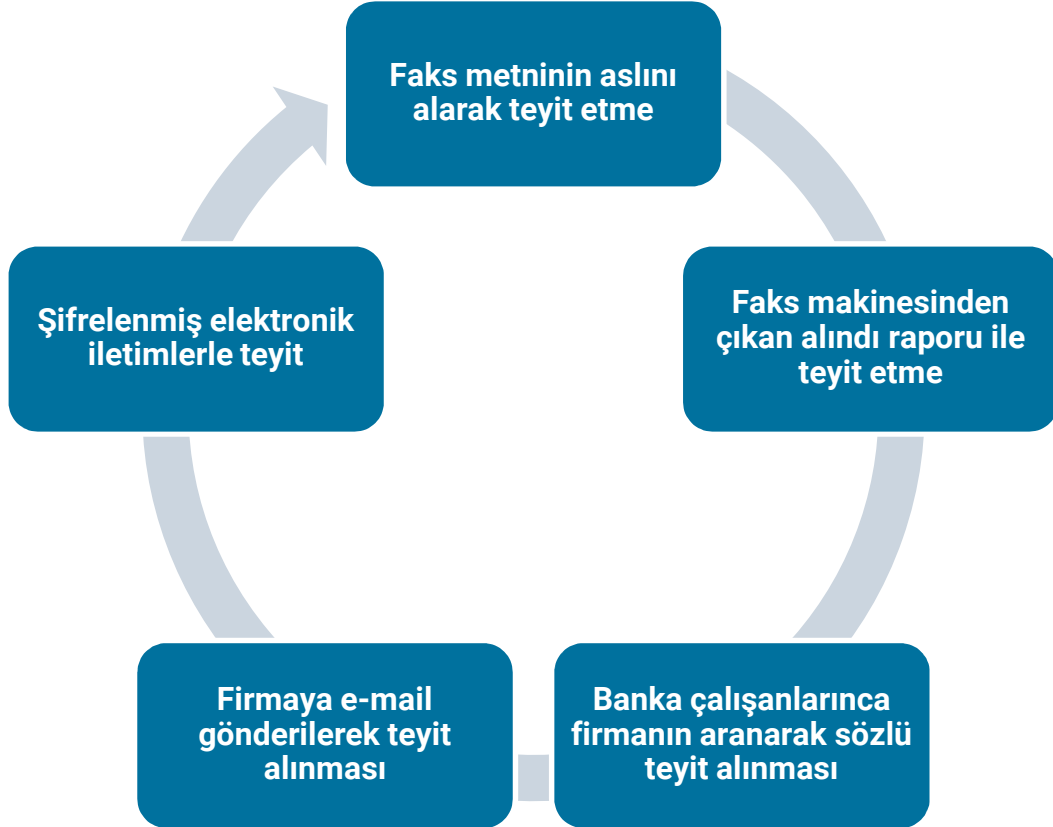 Faks metninin aslını
alarak teyit etme
Faks makinesinden
çıkan alındı raporu ile
teyit etme
Banka çalışanlarınca
firmanın aranarak sözlü
teyit alınması
Firmaya e-mail
gönderilerek teyit
alınması
Şifrelenmiş elektronik
iletimlerle teyit